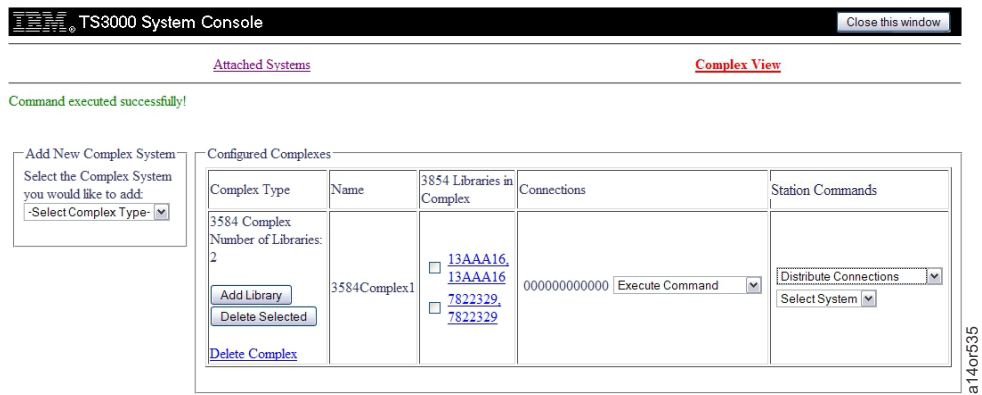 IBM® TS3000 System Console
Close this window
Attached Systems
Complex View
Command executed successfully!
Add New Complex System
Select the Complex System
you would like to add:
-Select Complex Type-
Configured Complexes
Complex Type
Name
3854 Libraries in
Complex
Connections
Station Commands
3584 Complex
Number of Libraries:
2
Add Library
Delete Selected
Delete Complex
3584Complex1
13AAA16,
13AAA16
7822329,
7822329
000000000000 Execute Command
Distribute Connections
Select System
a14or535